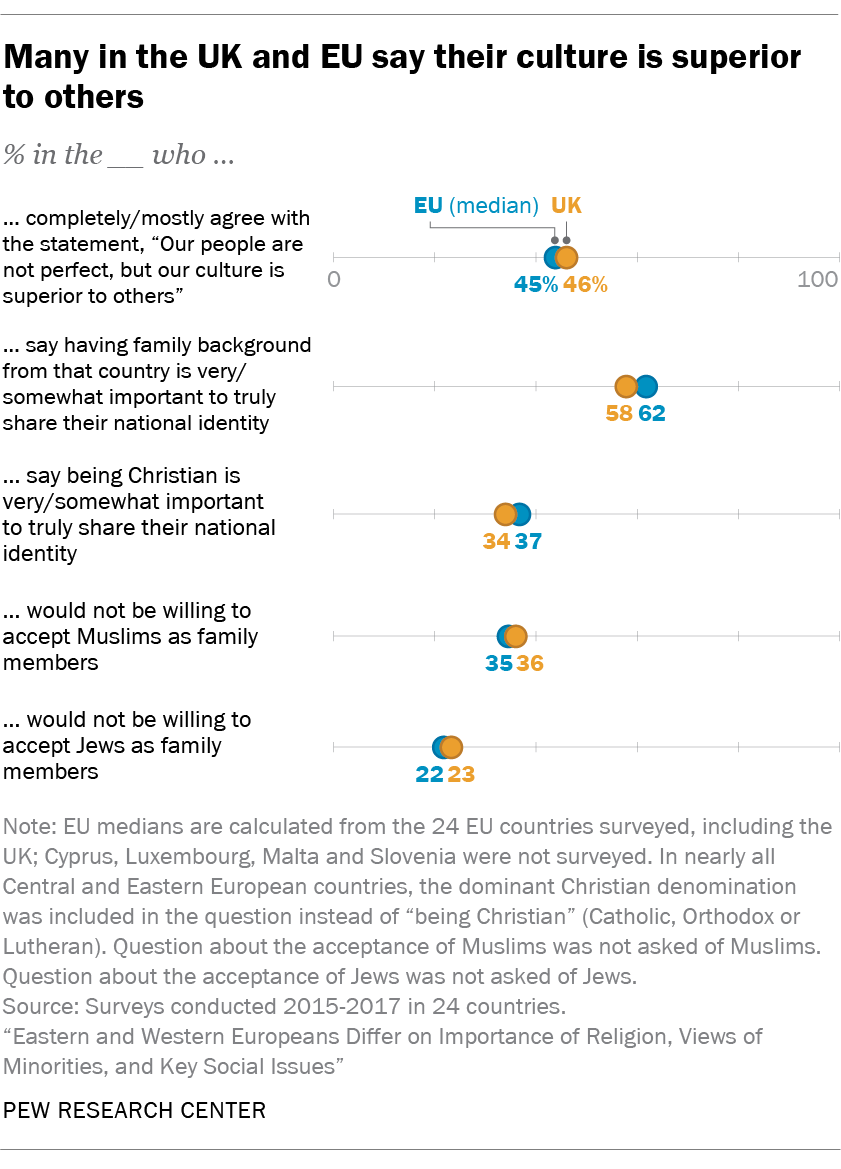 Many in the UK and EU say their culture is superior
to others
% in the __ who ...
... completely/mostly agree with
the statement, “Our people are
not perfect, but our culture is
superior to others”
EU (median) UK
0
45% 46%
100
... say having family background
from that country is very/
somewhat important to truly
share their national identity
58 62
... say being Christian is
very/somewhat important
to truly share their national
identity
34 37
... would not be willing to
accept Muslims as family
members
35 36
... would not be willing to
accept Jews as family
members
22 23
Note: EU medians are calculated from the 24 EU countries surveyed, including the
UK; Cyprus, Luxembourg, Malta and Slovenia were not surveyed. In nearly all
Central and Eastern European countries, the dominant Christian denomination
was included in the question instead of “being Christian” (Catholic, Orthodox or
Lutheran). Question about the acceptance of Muslims was not asked of Muslims.
Question about the acceptance of Jews was not asked of Jews.
Source: Surveys conducted 2015-2017 in 24 countries.
“Eastern and Western Europeans Differ on Importance of Religion, Views of
Minorities, and Key Social Issues”
PEW RESEARCH CENTER